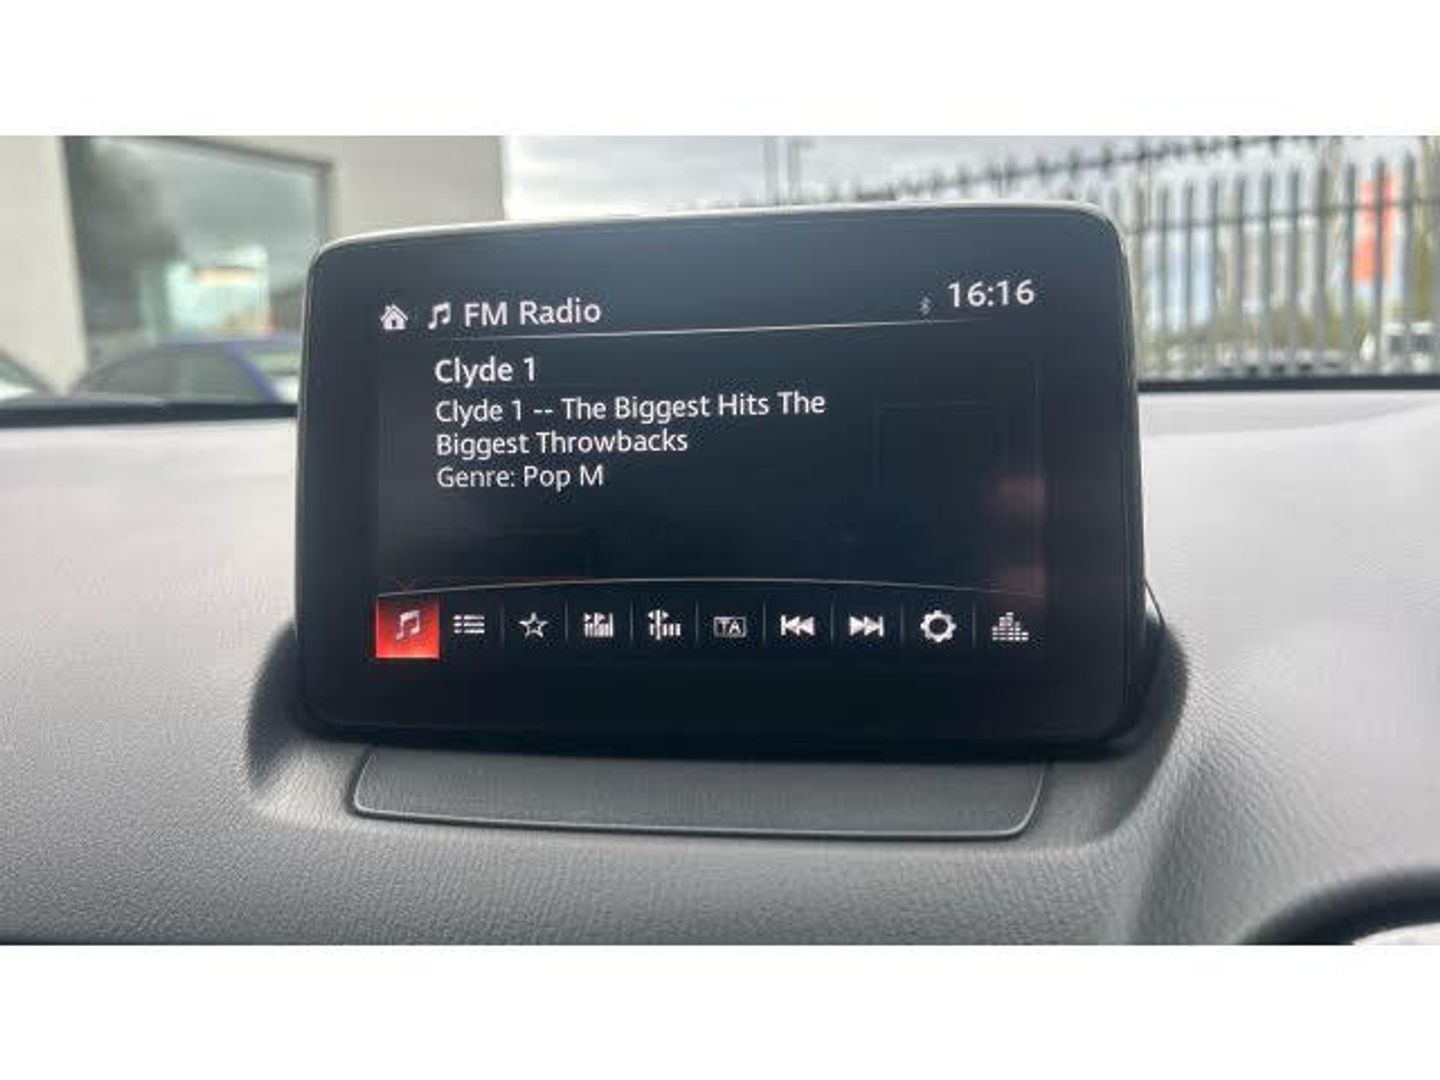 FM Radio
16:16
Clyde 1
Clyde 1 -- The Biggest Hits The
Biggest Throwbacks
Genre: Pop M
TA